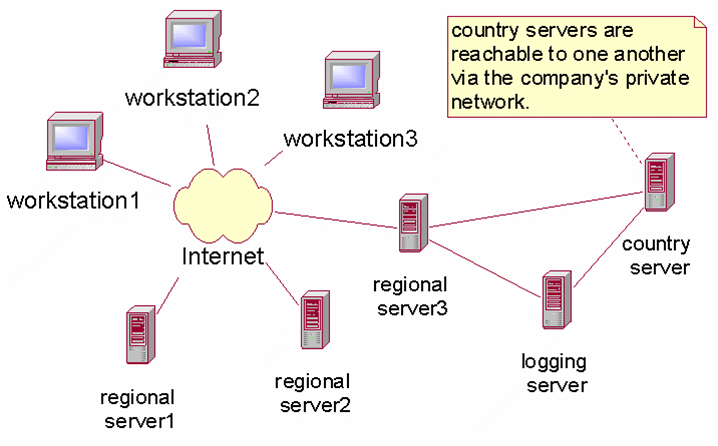 country servers are
reachable to one another
via the company's private
network.
workstation2
workstation3
workstation1
Internet
country
server
regional
server3
logging
server
regional
server1
regional
server2